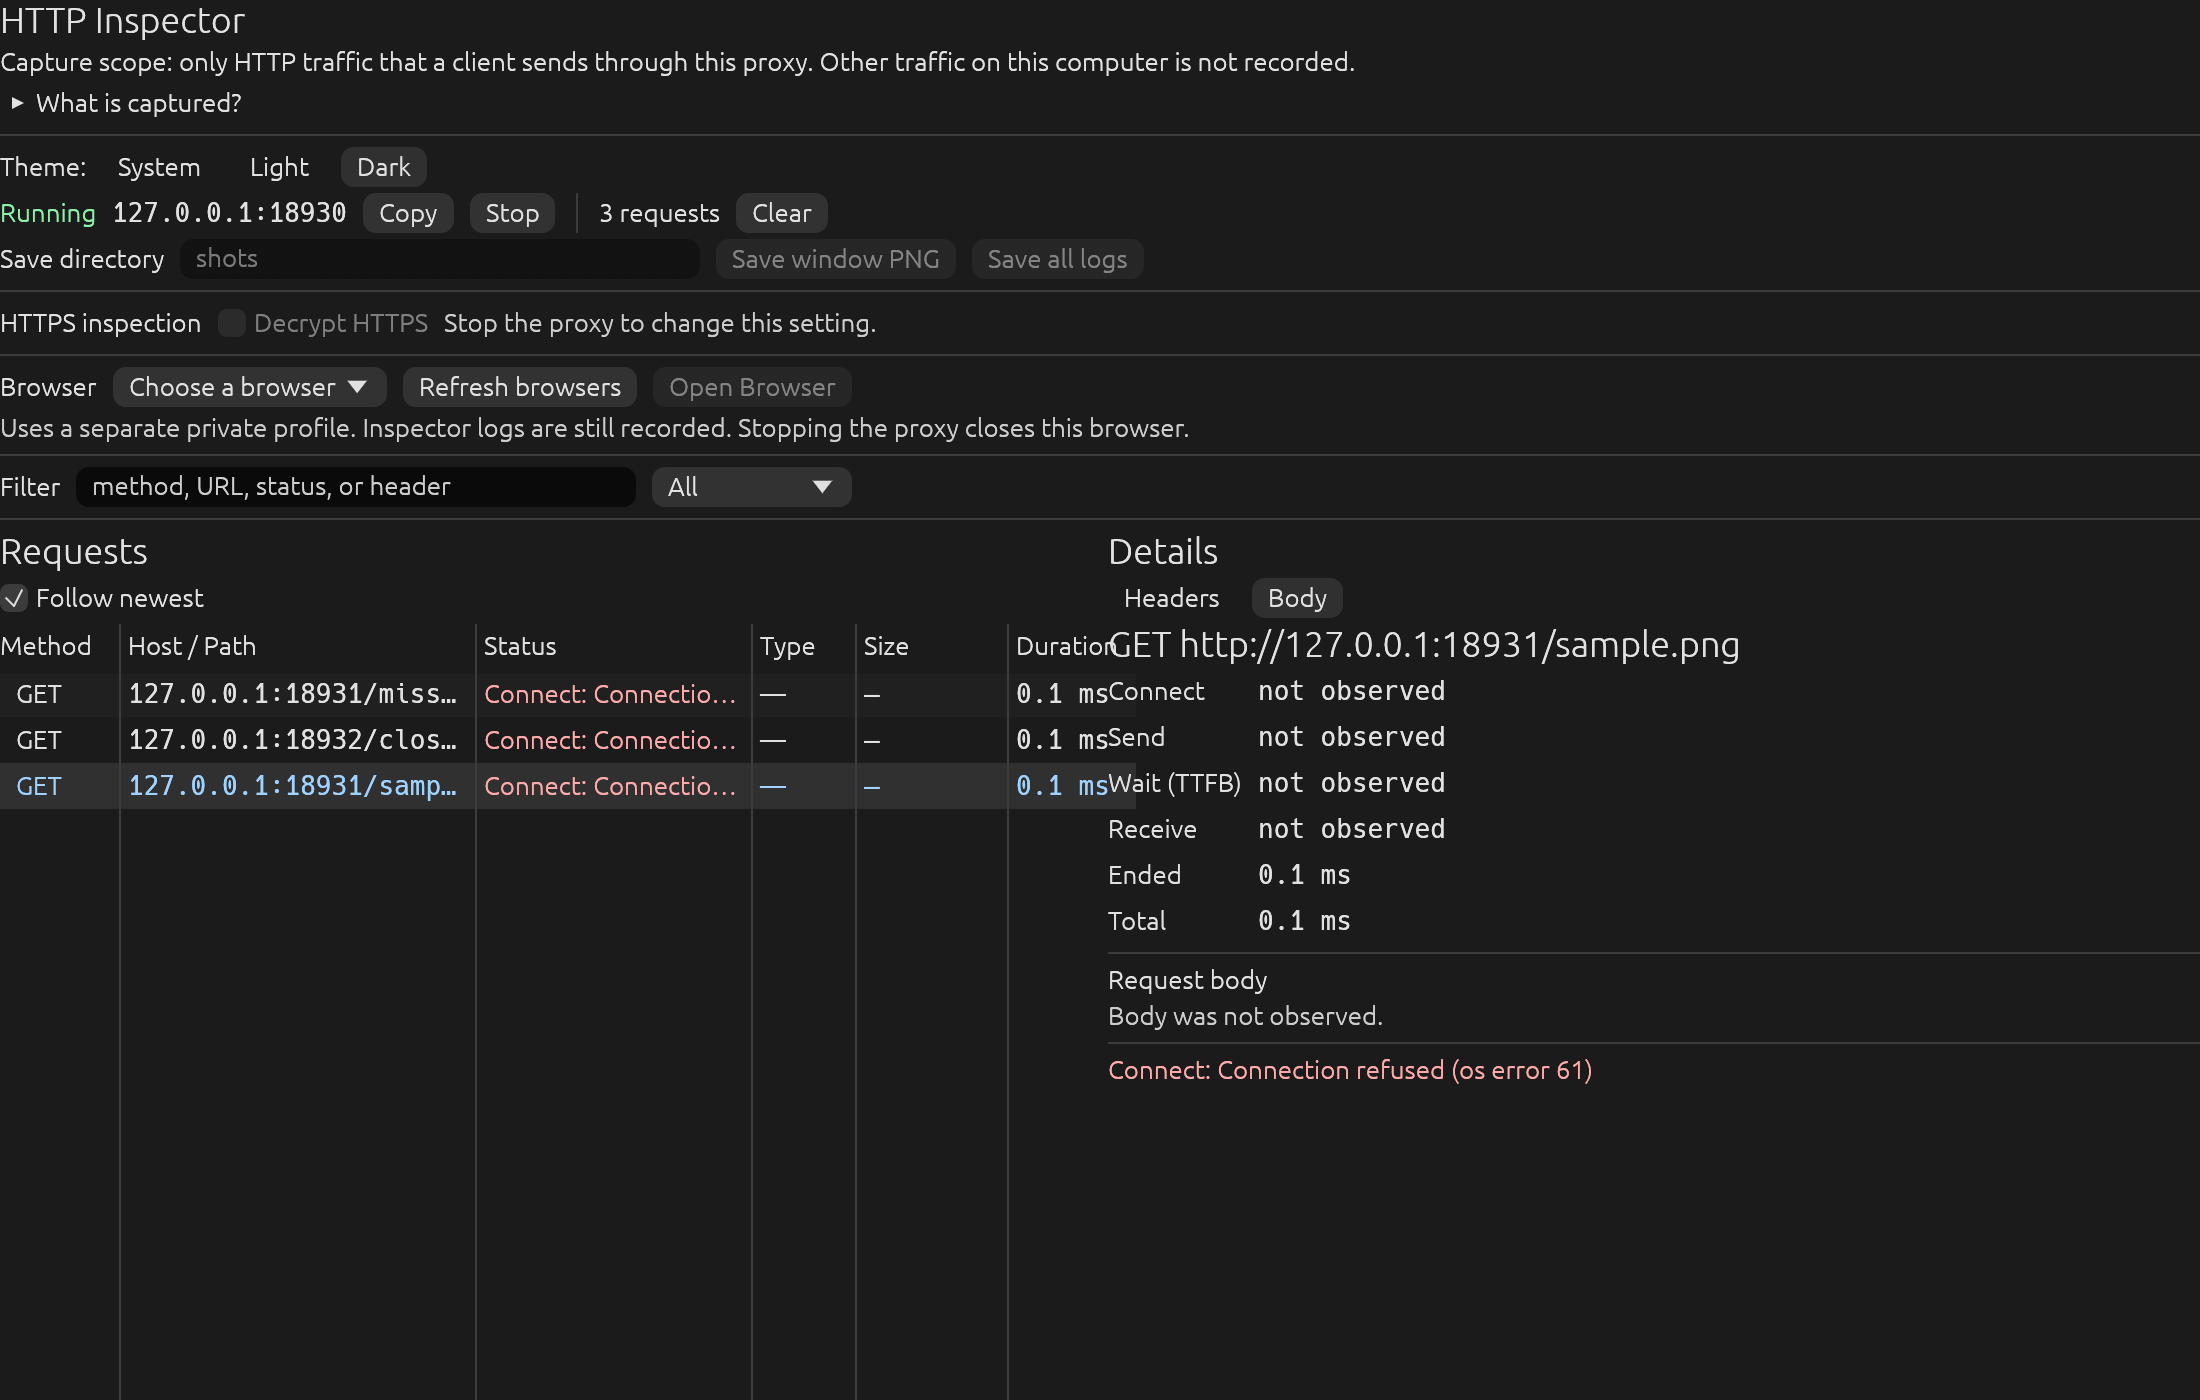 HTTP Inspector
Capture scope: only HTTP traffic that a client sends through this proxy. Other traffic on this computer is not recorded.
▶ What is captured?
Theme: System Light Dark
Running 127.0.0.1:18930 Copy Stop 3 requests Clear
Save directory shots Save window PNG Save all logs
HTTPS inspection Decrypt HTTPS Stop the proxy to change this setting.
Browser Choose a browser ▼ Refresh browsers Open Browser
Uses a separate private profile. Inspector logs are still recorded. Stopping the proxy closes this browser.
Filter method, URL, status, or header All ▼
Requests
Follow newest
Method Host / Path Status Type Size Duration
GET 127.0.0.1:18931/miss… Connect: Connectio… — – 0.1 ms
GET 127.0.0.1:18932/clos… Connect: Connectio… — – 0.1 ms
GET 127.0.0.1:18931/samp… Connect: Connectio… — – 0.1 ms
Details
Headers Body
GET http://127.0.0.1:18931/sample.png
Connect not observed
Send not observed
Wait (TTFB) not observed
Receive not observed
Ended 0.1 ms
Total 0.1 ms
Request body
Body was not observed.
Connect: Connection refused (os error 61)